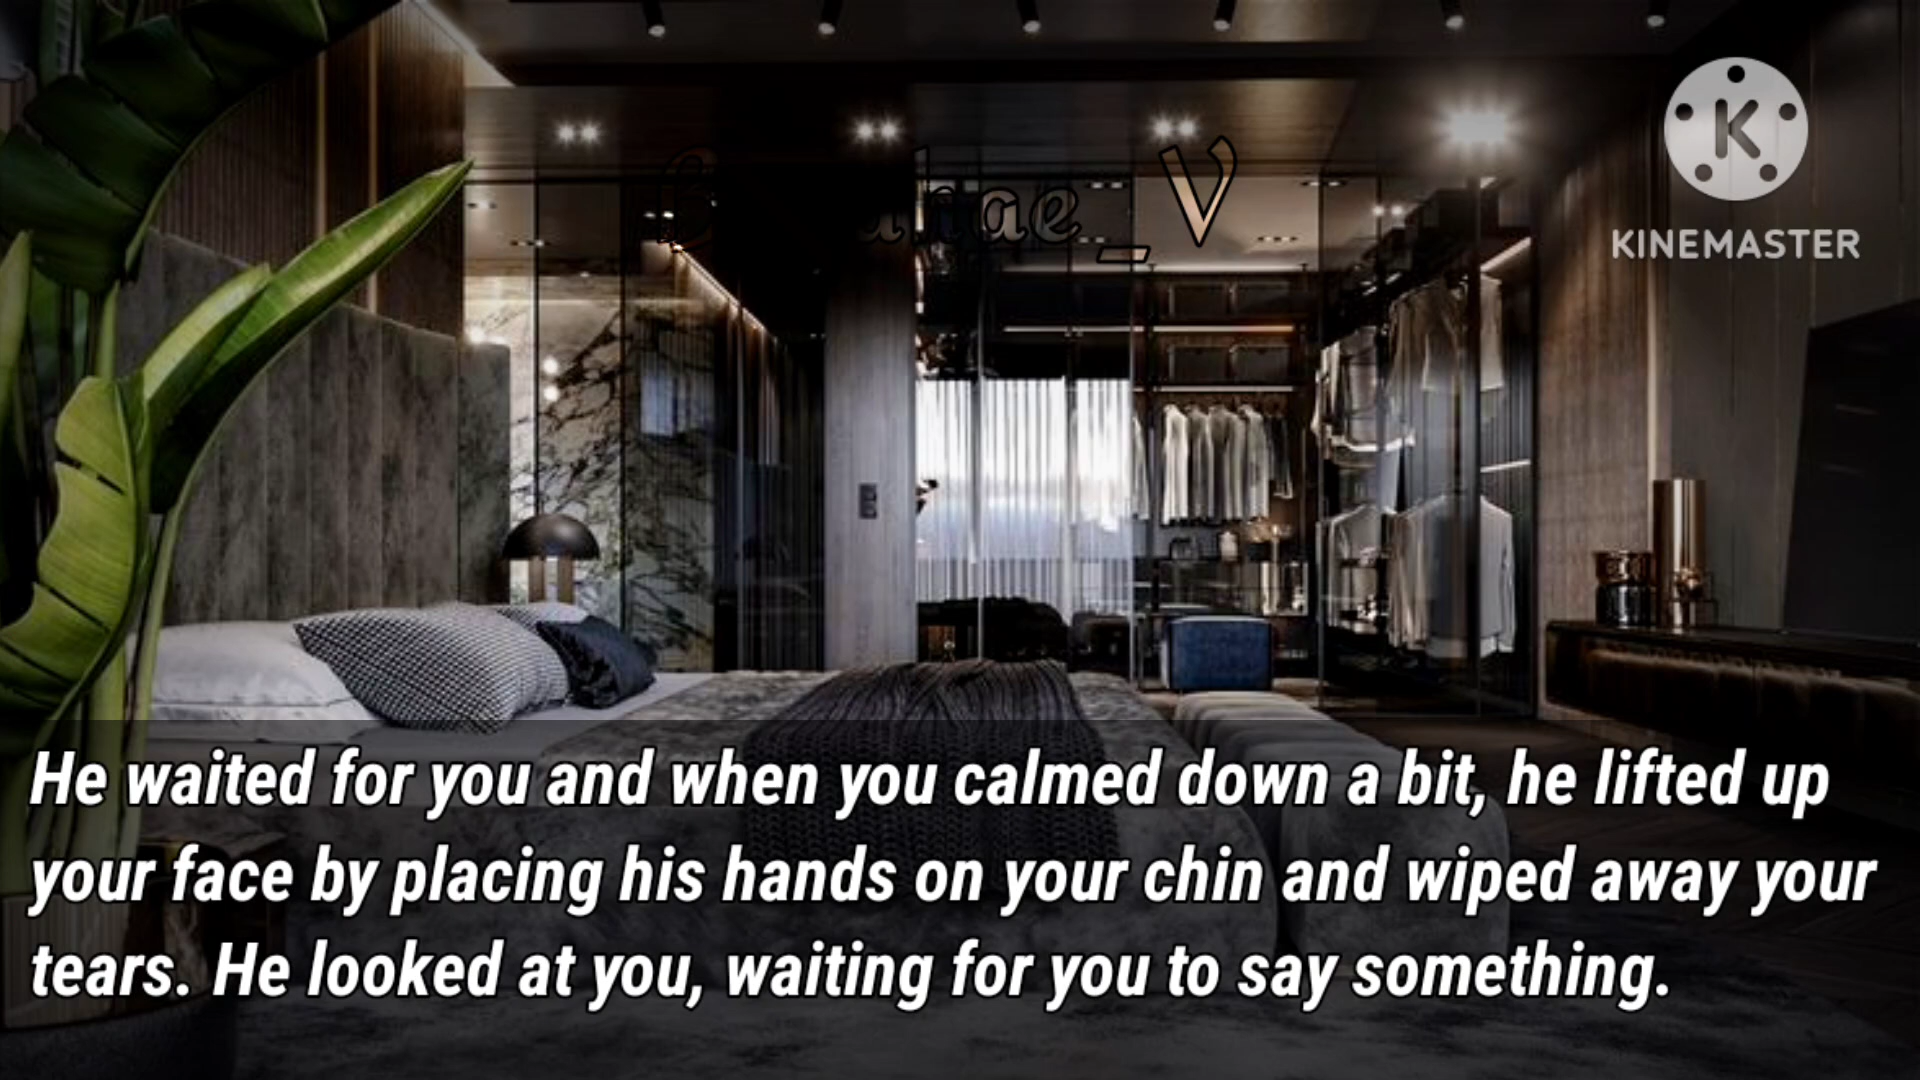 KINEMASTER
He waited for you and when you calmed down a bit, he lifted up
your face by placing his hands on your chin and wiped away your
tears. He looked at you, waiting for you to say something.